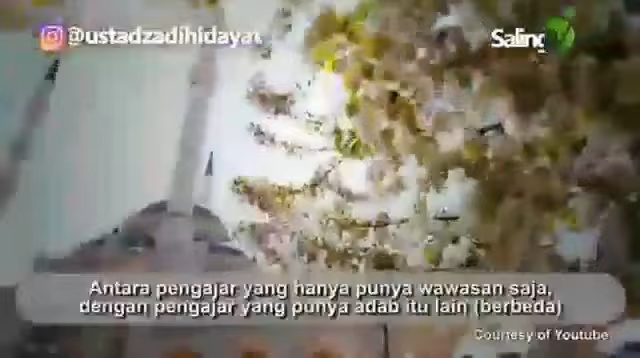 @ustadzadihidayat
Saling
Antara pengajar yang hanya punya wawasan saja,
dengan pengajar yang punya adab itu lain (berbeda)
Courtesy of Youtube